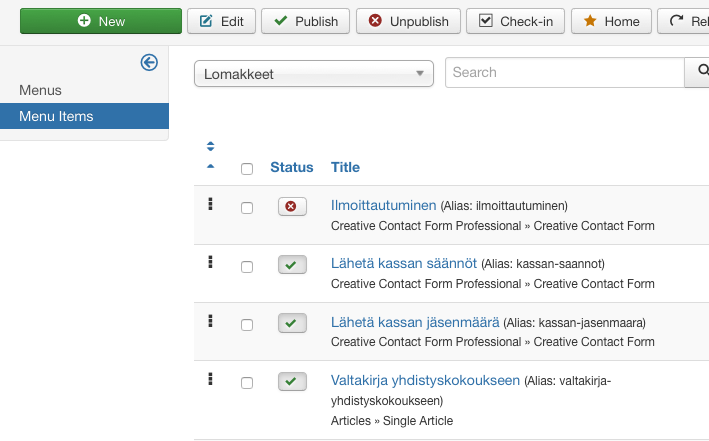 New Edit Publish Unpublish Check-in Home
Menus
Menu Items
Lomakkeet
Search
Status Title
Ilmoittautuminen (Alias: ilmoittautuminen)
Creative Contact Form Professional » Creative Contact Form
Lähetä kassan säännöt (Alias: kassan-saannot)
Creative Contact Form Professional » Creative Contact Form
Lähetä kassan jäsenmäärä (Alias: kassan-jasenmaara)
Creative Contact Form Professional » Creative Contact Form
Valtakirja yhdistyskokoukseen (Alias: valtakirja-
yhdistyskokoukseen)
Articles » Single Article